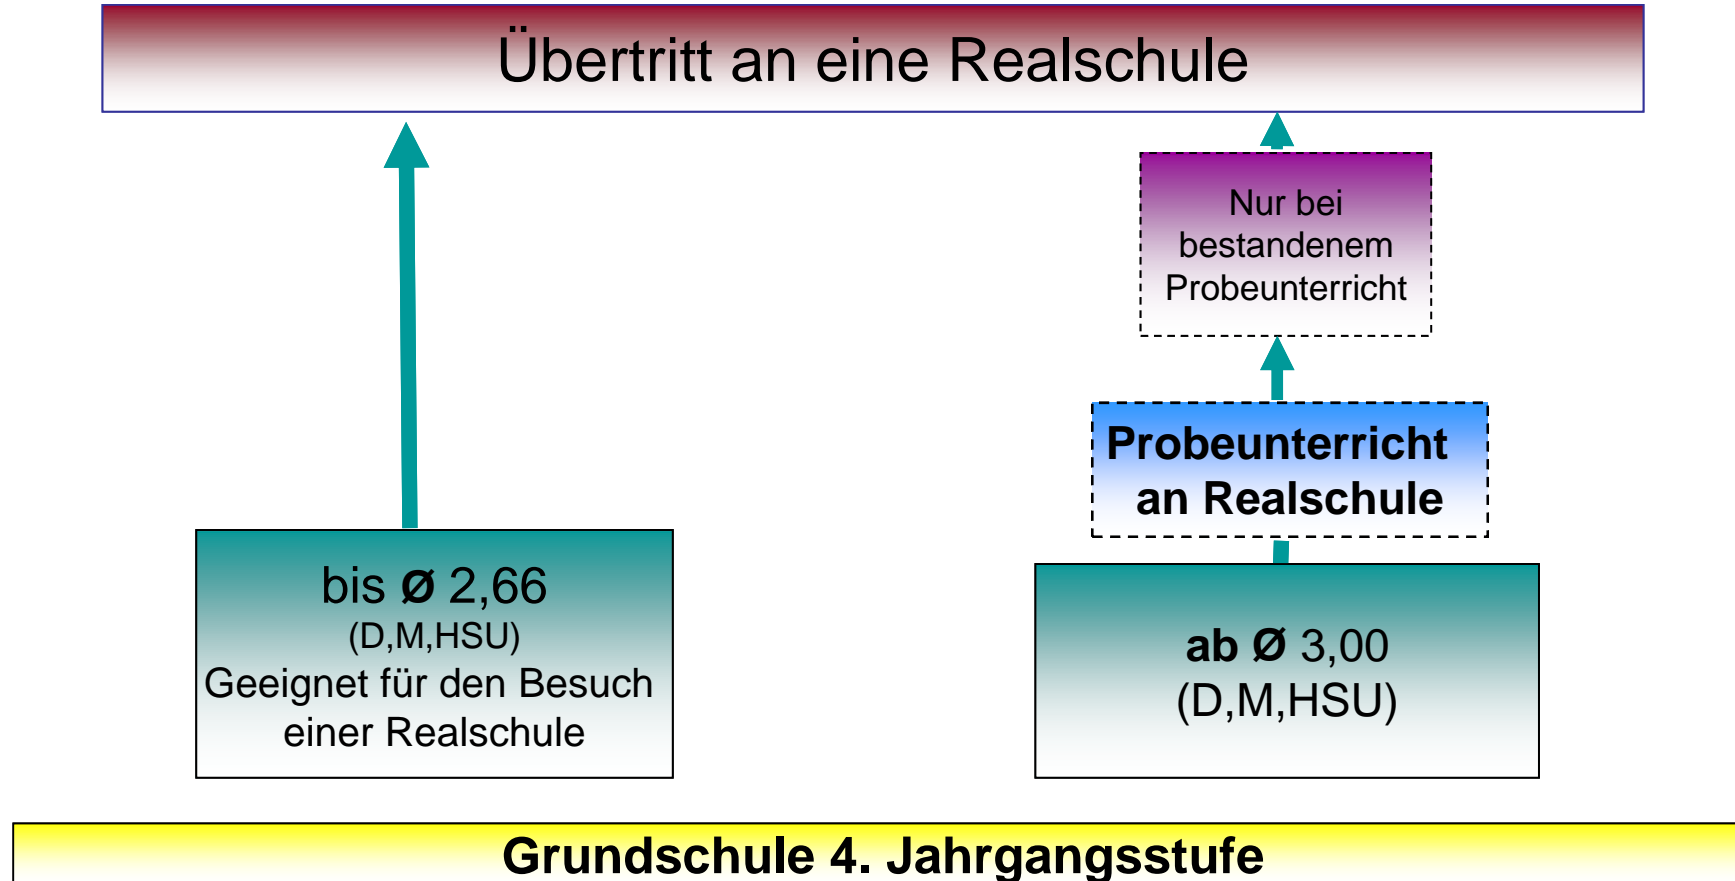 Übertritt an eine Realschule
Nur bei
bestandenem
Probeunterricht
Probeunterricht
an Realschule
bis Ø 2,66
(D,M,HSU)
Geeignet für den Besuch
einer Realschule
ab Ø 3,00
(D,M,HSU)
Grundschule 4. Jahrgangsstufe